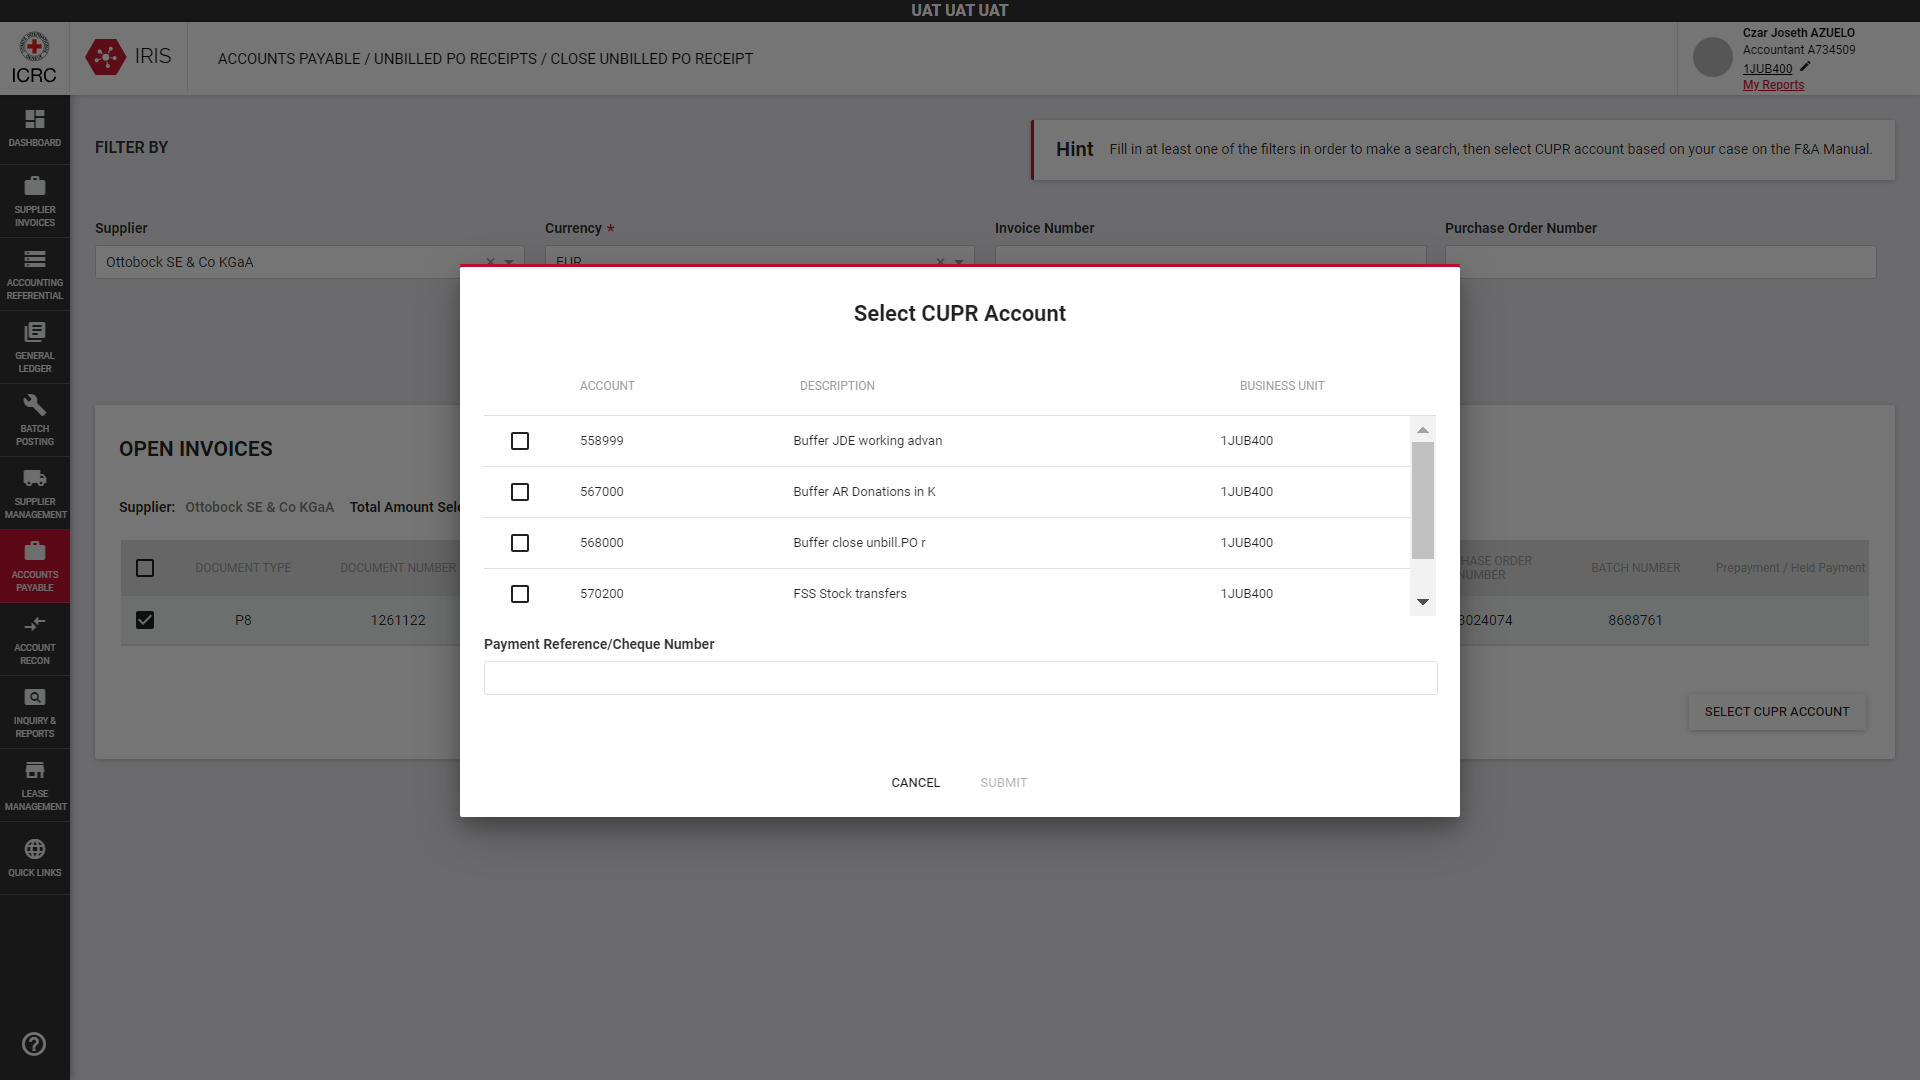 UAT UAT UAT
ICRC
IRIS
ACCOUNTS PAYABLE / UNBILLED PO RECEIPTS / CLOSE UNBILLED PO RECEIPT
Czar Joseth AZUELO
Accountant A734509
1JUB400
My Reports
DASHBOARD
SUPPLIER
INVOICES
ACCOUNTING
REFERENTIAL
GENERAL
LEDGER
BATCH
POSTING
SUPPLIER
MANAGEMENT
ACCOUNTS
PAYABLE
ACCOUNT
RECON
INQUIRY &
REPORTS
LEASE
MANAGEMENT
QUICK LINKS
FILTER BY
Hint Fill in at least one of the filters in order to make a search, then select CUPR account based on your case on the F&A Manual.
Supplier Currency * Invoice Number Purchase Order Number
Ottobock SE & Co KGaA EUR
OPEN INVOICES
Supplier: Ottobock SE & Co KGaA Total Amount Sele
DOCUMENT TYPE DOCUMENT NUMBER HASE ORDER
NUMBER BATCH NUMBER Prepayment / Held Payment
P8 1261122 3024074 8688761
SELECT CUPR ACCOUNT
Select CUPR Account
ACCOUNT DESCRIPTION BUSINESS UNIT
558999 Buffer JDE working advan 1JUB400
567000 Buffer AR Donations in K 1JUB400
568000 Buffer close unbill.PO r 1JUB400
570200 FSS Stock transfers 1JUB400
Payment Reference/Cheque Number
CANCEL SUBMIT